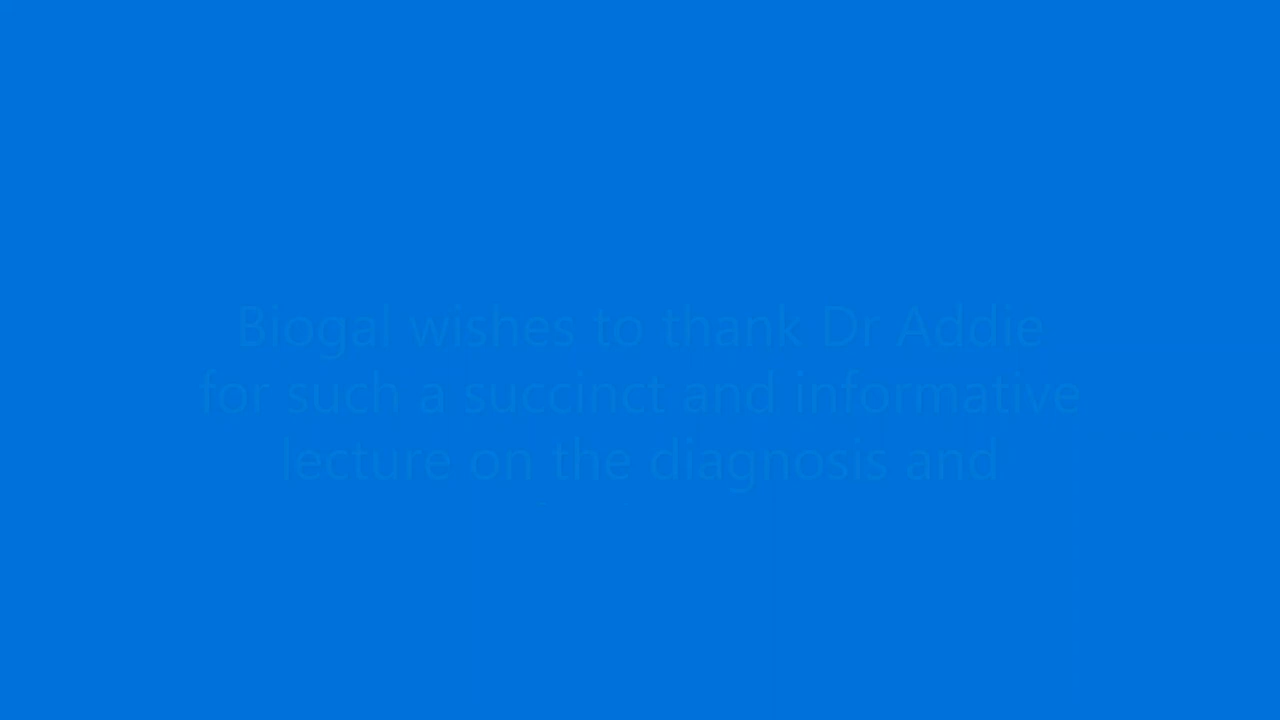 Biogal wishes to thank Dr Addie
for such a succinct and informative
lecture on the diagnosis and